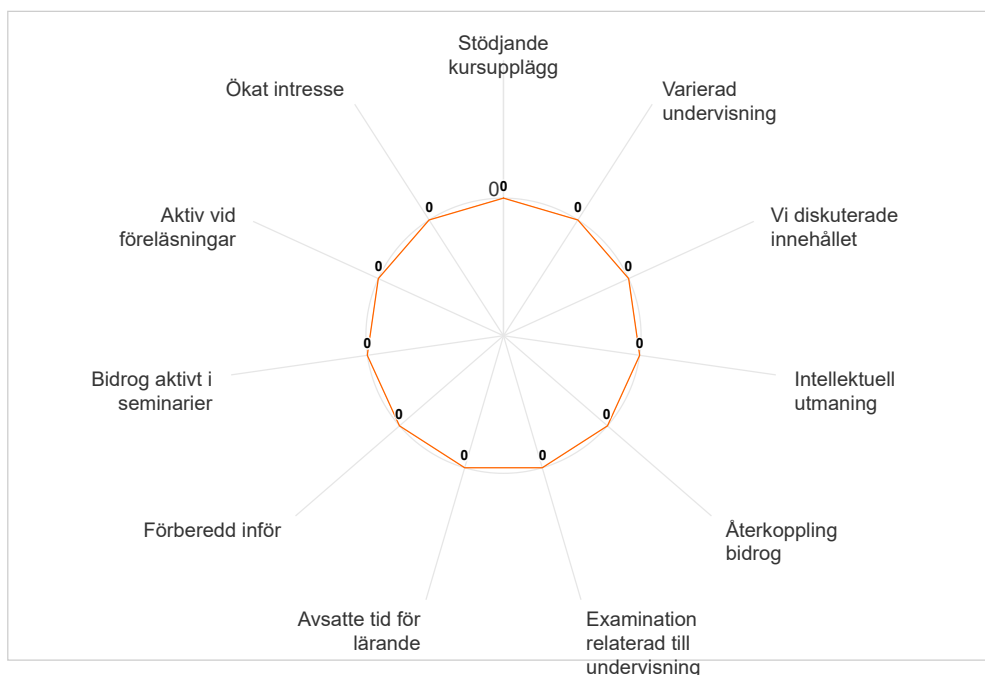 Stödjande
kursupplägg
Ökat intresse
Varierad
undervisning
0
0
0
0
Aktiv vid
föreläsningar
Vi diskuterade
innehållet
0
0
0
0
Bidrog aktivt i
seminarier
Intellektuell
utmaning
0
0
0
0
Förberedd inför
Återkoppling
bidrog
Avsatte tid för
lärande
Examination
relaterad till
undervisning